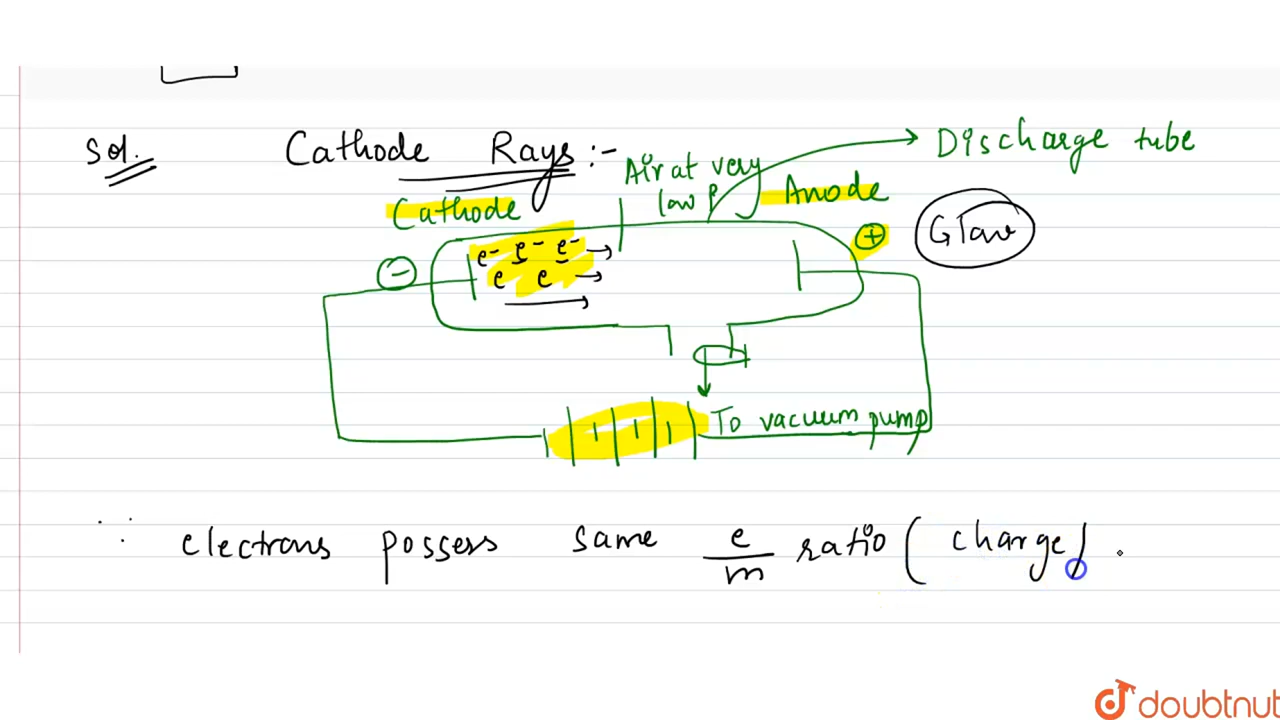 Sol. Cathode Rays :-
Discharge tube
Air at very
low P
Cathode
Anode
Glow
e- e- e-
e e
- +
To vacuum pump
∵ electrons possess same e/m ratio ( charge/
doubtnut